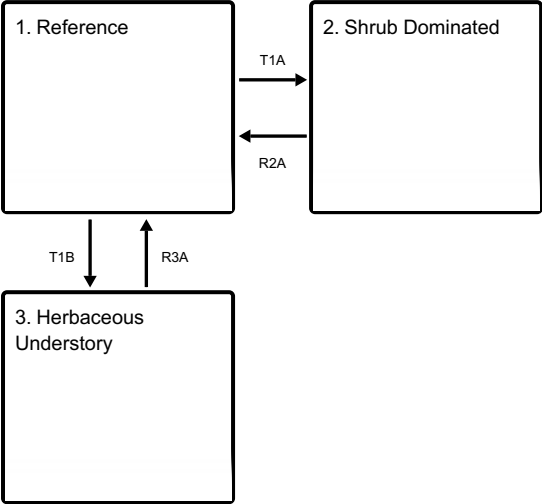 1. Reference
2. Shrub Dominated
T1A
R2A
T1B
R3A
3. Herbaceous
Understory